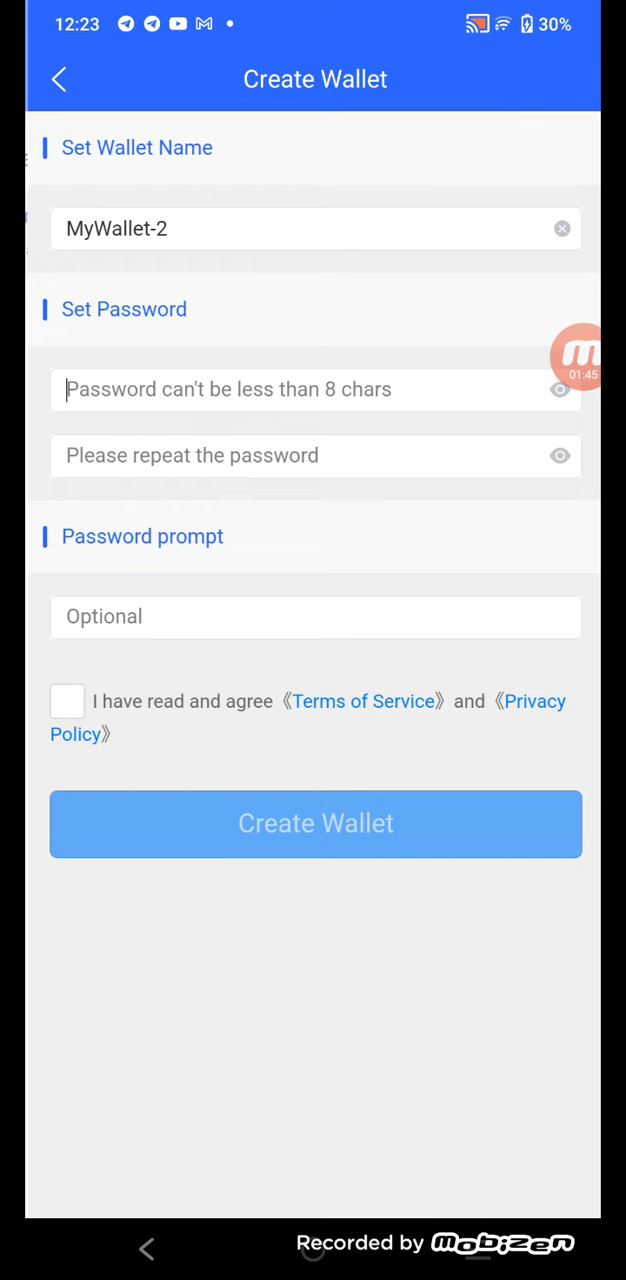 12:23 30%
Create Wallet
Set Wallet Name
MyWallet-2
Set Password
Password can't be less than 8 chars
01:45
Please repeat the password
Password prompt
Optional
I have read and agree《Terms of Service》and《Privacy
Policy》
Create Wallet
Recorded by mobizen